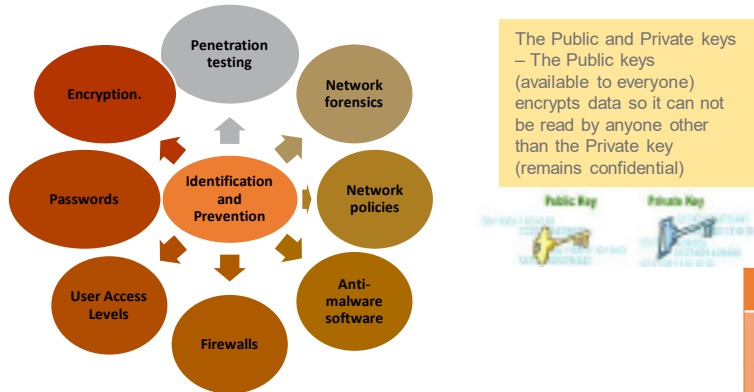 Penetration
testing
Network
forensics
Network
policies
Anti-
malware
software
Firewalls
User Access
Levels
Passwords
Encryption.
Identification
and
Prevention
The Public and Private keys
– The Public keys
(available to everyone)
encrypts data so it can not
be read by anyone other
than the Private key
(remains confidential)
Public Key
Private Key